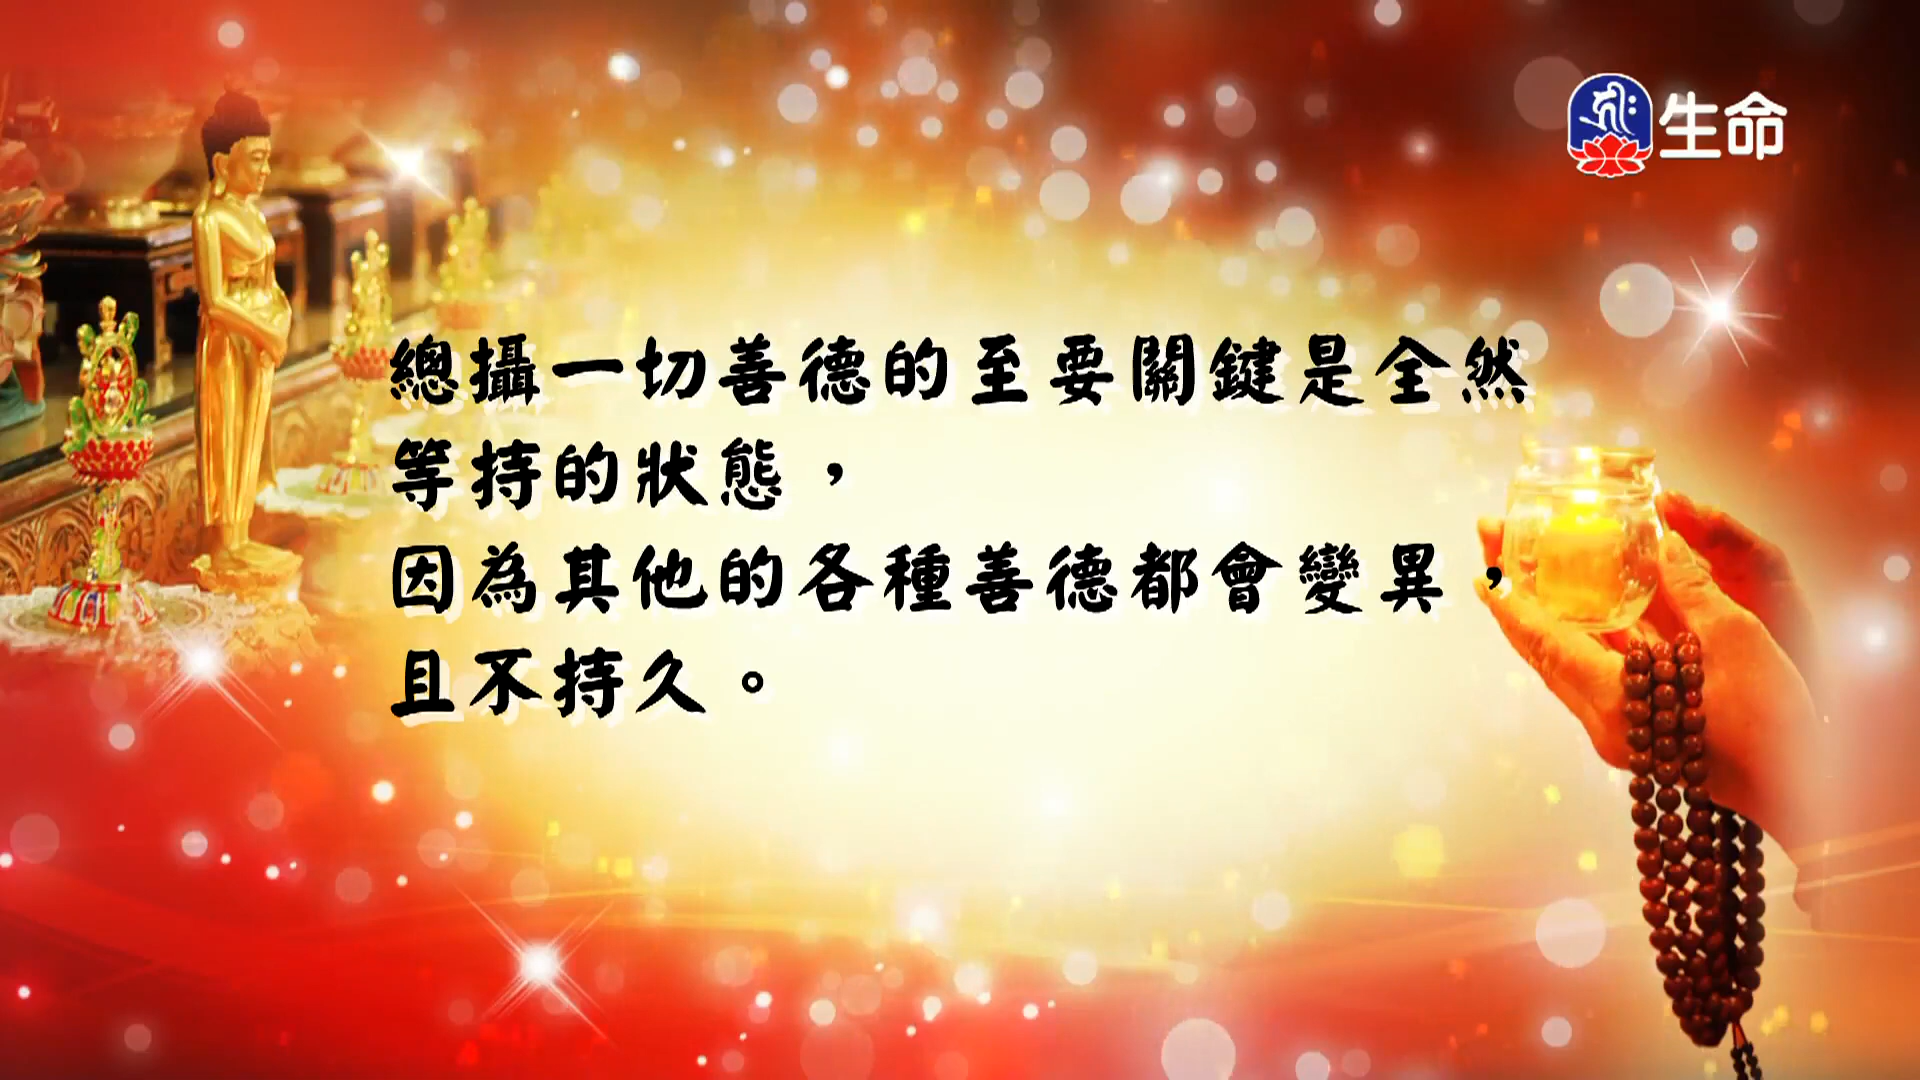 生命
總攝一切善德的至要關鍵是全然
等持的狀態，
因為其他的各種善德都會變異，
且不持久。